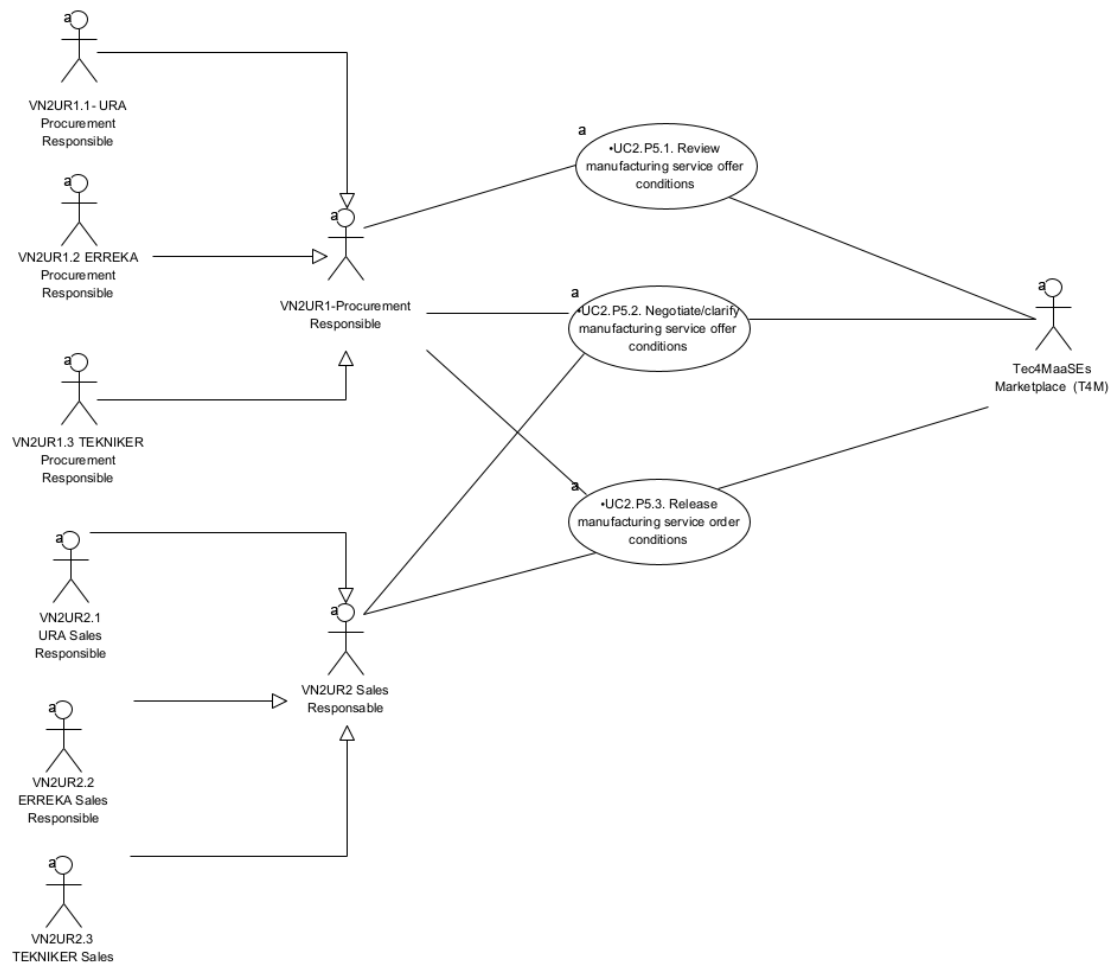 a
VN2UR1.1- URA
Procurement
Responsible
a
VN2UR1.2 ERREKA
Procurement
Responsible
a
VN2UR1-Procurement
Responsible
a
VN2UR1.3 TEKNIKER
Procurement
Responsible
a
•UC2.P5.1. Review
manufacturing service offer
conditions
a
•UC2.P5.2. Negotiate/clarify
manufacturing service offer
conditions
a
Tec4MaaSEs
Marketplace (T4M)
a
•UC2.P5.3. Release
manufacturing service order
conditions
a
VN2UR2.1
URA Sales
Responsible
a
VN2UR2 Sales
Responsable
a
VN2UR2.2
ERREKA Sales
Responsible
a
VN2UR2.3
TEKNIKER Sales